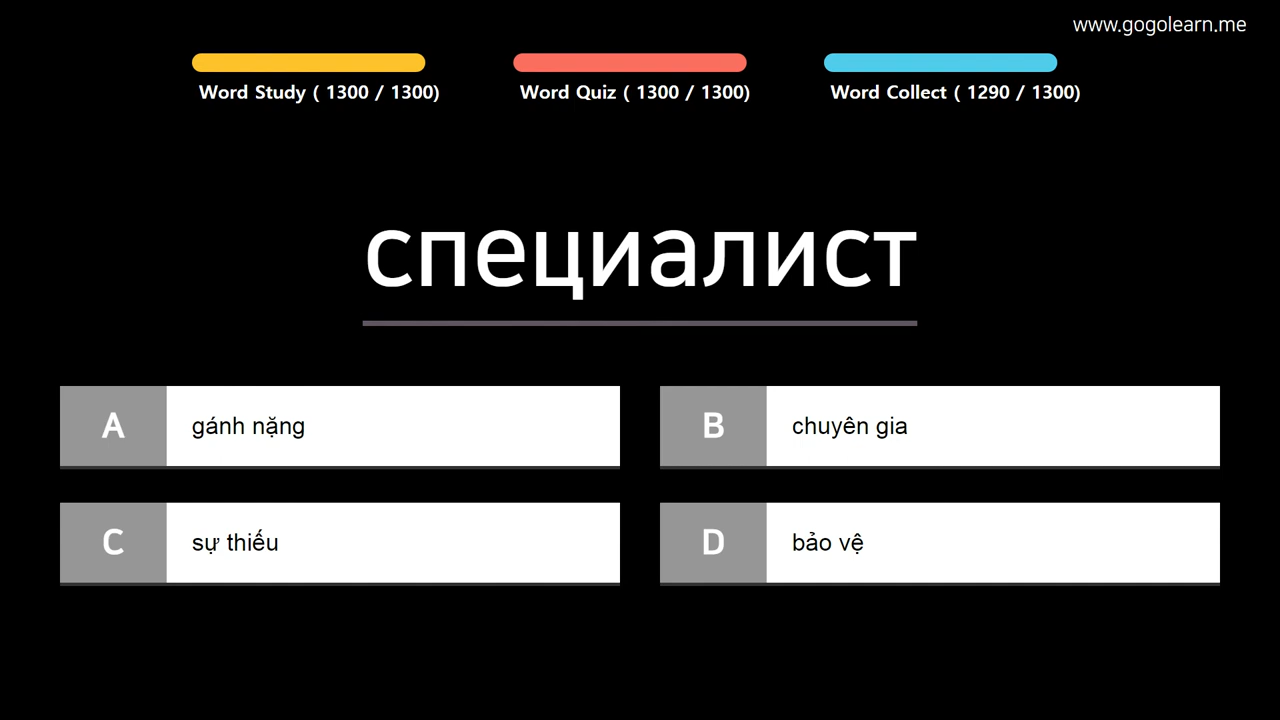 www.gogolearn.me
Word Study ( 1300 / 1300)
Word Quiz ( 1300 / 1300)
Word Collect ( 1290 / 1300)
специалист
A gánh nặng
B chuyên gia
C sự thiếu
D bảo vệ